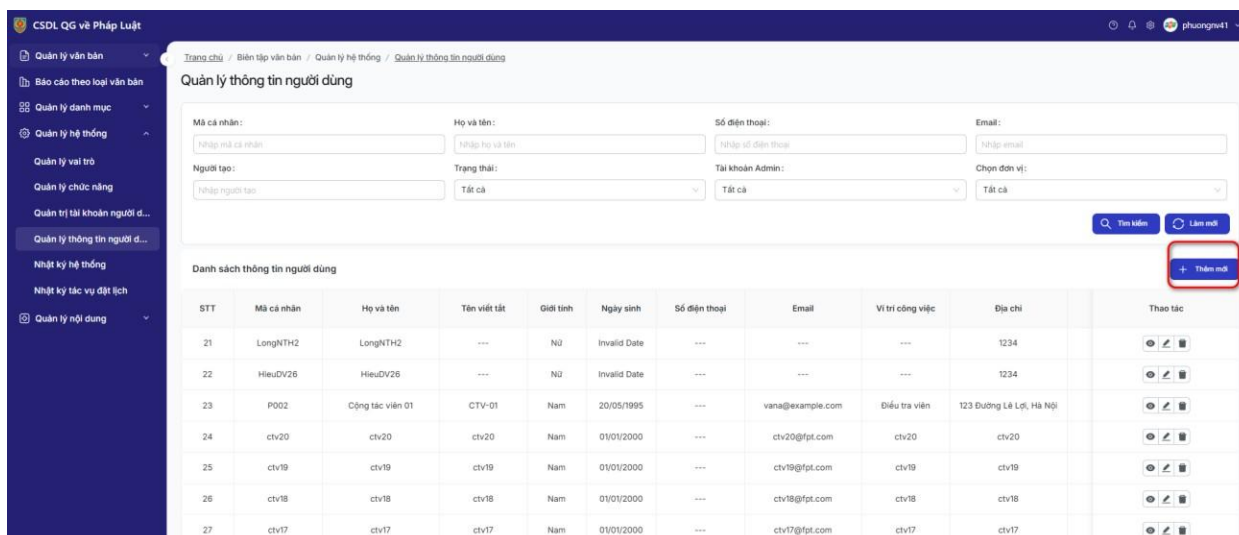 CSDL QG về Pháp Luật
phuongnv41
Quản lý văn bản
Báo cáo theo loại văn bản
Quản lý danh mục
Quản lý hệ thống
Quản lý vai trò
Quản lý chức năng
Quản trị tài khoản người d...
Quản lý thông tin người d...
Nhật ký hệ thống
Nhật ký tác vụ đặt lịch
Quản lý nội dung
Trang chủ / Biên tập văn bản / Quản lý hệ thống / Quản lý thông tin người dùng
Quản lý thông tin người dùng
Mã cá nhân: Họ và tên: Số điện thoại: Email:
Nhập mã cá nhân Nhập họ và tên Nhập số điện thoại Nhập email
Người tạo: Trạng thái: Tài khoản Admin: Chọn đơn vị:
Nhập người tạo Tất cả Tất cả Tất cả
Tìm kiếm Làm mới
Danh sách thông tin người dùng + Thêm mới
STT Mã cá nhân Họ và tên Tên viết tắt Giới tính Ngày sinh Số điện thoại Email Vị trí công việc Địa chỉ Thao tác
21 LongNTH2 LongNTH2 --- Nữ Invalid Date --- --- --- 1234
22 HieuDV26 HieuDV26 --- Nữ Invalid Date --- --- --- 1234
23 P002 Cộng tác viên 01 CTV-01 Nam 20/05/1995 --- vana@example.com Điều tra viên 123 Đường Lê Lợi, Hà Nội
24 ctv20 ctv20 ctv20 Nam 01/01/2000 --- ctv20@fpt.com ctv20 ctv20
25 ctv19 ctv19 ctv19 Nam 01/01/2000 --- ctv19@fpt.com ctv19 ctv19
26 ctv18 ctv18 ctv18 Nam 01/01/2000 --- ctv18@fpt.com ctv18 ctv18
27 ctv17 ctv17 ctv17 Nam 01/01/2000 --- ctv17@fpt.com ctv17 ctv17